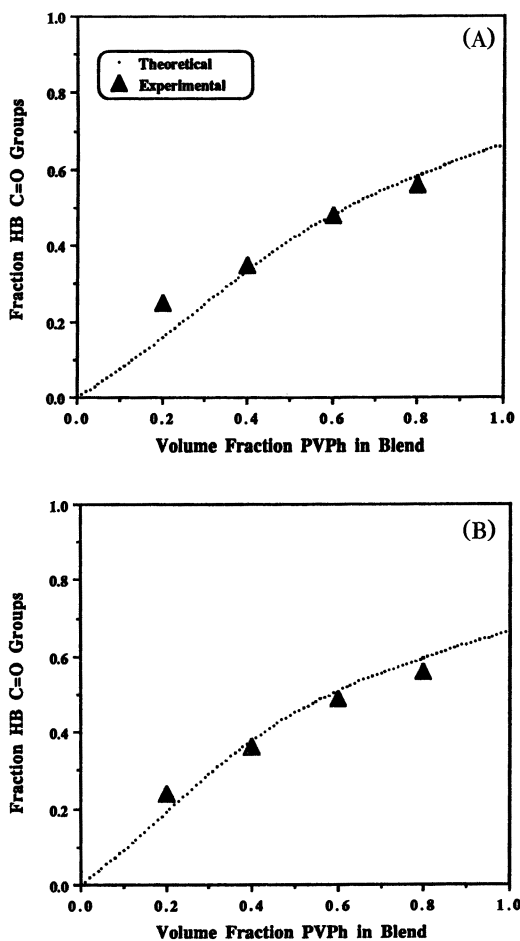 (A)
Theoretical
Experimental
Fraction HB C=O Groups
1.0
0.8
0.6
0.4
0.2
0.0
0.0 0.2 0.4 0.6 0.8 1.0
Volume Fraction PVPh in Blend
(B)
Fraction HB C=O Groups
1.0
0.8
0.6
0.4
0.2
0.0
0.0 0.2 0.4 0.6 0.8 1.0
Volume Fraction PVPh in Blend